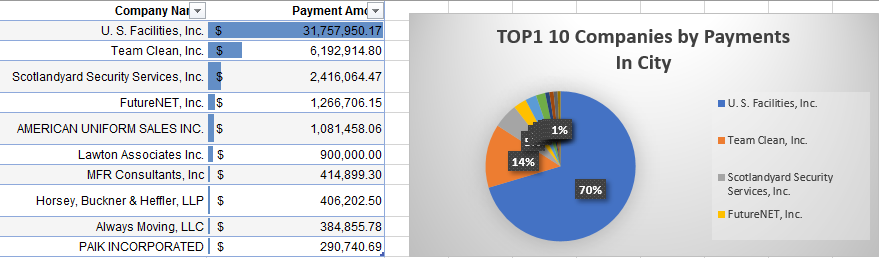 Company Nar Payment Am
U. S. Facilities, Inc. $ 31,757,950.17
Team Clean, Inc. $ 6,192,914.80
Scotlandyard Security Services, Inc. $ 2,416,064.47
FutureNET, Inc. $ 1,266,706.15
AMERICAN UNIFORM SALES INC. $ 1,081,458.06
Lawton Associates Inc. $ 900,000.00
MFR Consultants, Inc $ 414,899.30
Horsey, Buckner & Heffler, LLP $ 406,202.50
Always Moving, LLC $ 384,855.78
PAIK INCORPORATED $ 290,740.69
TOP1 10 Companies by Payments
In City
1%
14%
70%
U. S. Facilities, Inc.
Team Clean, Inc.
Scotlandyard Security
Services, Inc.
FutureNET, Inc.